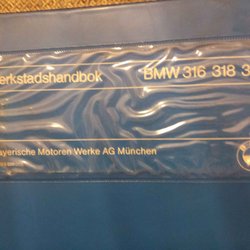 erkstadshandbok BMW 316 318 3
ayerische Motoren Werke AG München